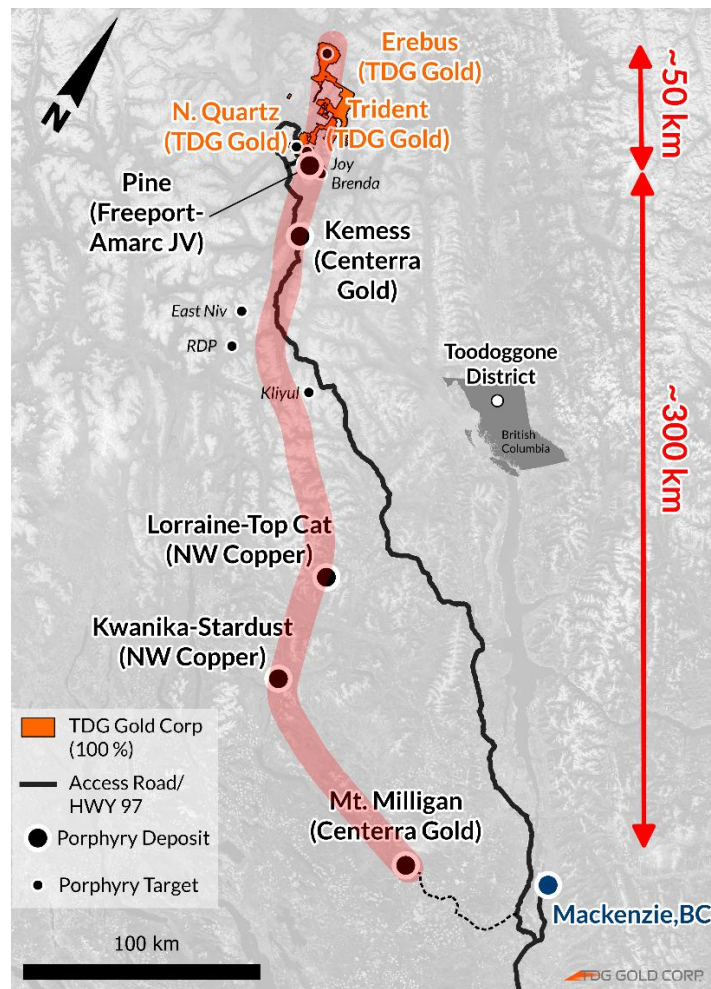 N
Erebus
(TDG Gold)
N. Quartz
(TDG Gold)
Trident
(TDG Gold)
Joy
Brenda
Pine
(Freeport-
Amarc JV)
Kemess
(Centerra
Gold)
East Niv
RDP
Kliyul
Toodoggone
District
British
Columbia
~50 km
~300 km
Lorraine-Top Cat
(NW Copper)
Kwanika-Stardust
(NW Copper)
Mt. Milligan
(Centerra Gold)
Mackenzie,BC
TDG Gold Corp
(100 %)
Access Road/
HWY 97
Porphyry Deposit
Porphyry Target
100 km
TDG GOLD CORP.